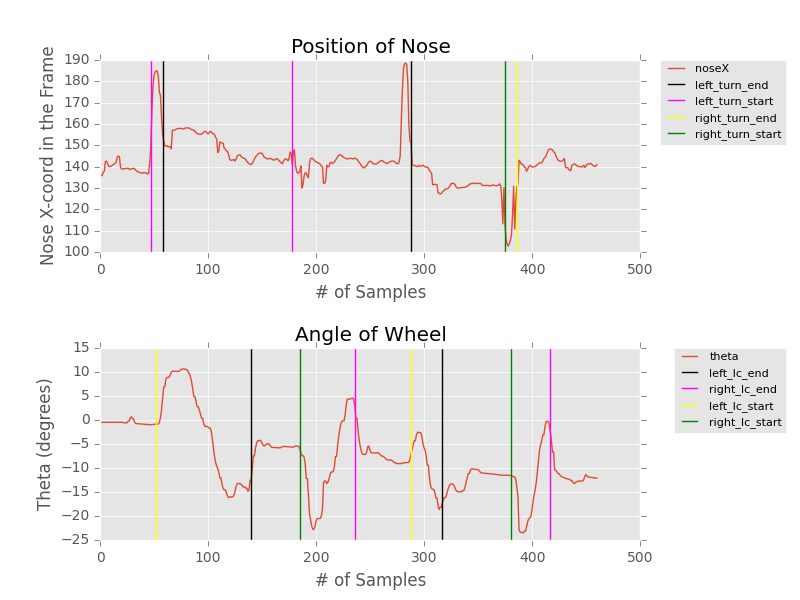 Position of Nose
190
180
170
160
150
140
130
120
110
100
Nose X-coord in the Frame
0
100
200
300
400
500
# of Samples
noseX
left_turn_end
left_turn_start
right_turn_end
right_turn_start
Angle of Wheel
15
10
5
0
−5
−10
−15
−20
−25
Theta (degrees)
0
100
200
300
400
500
# of Samples
theta
left_lc_end
right_lc_end
left_lc_start
right_lc_start